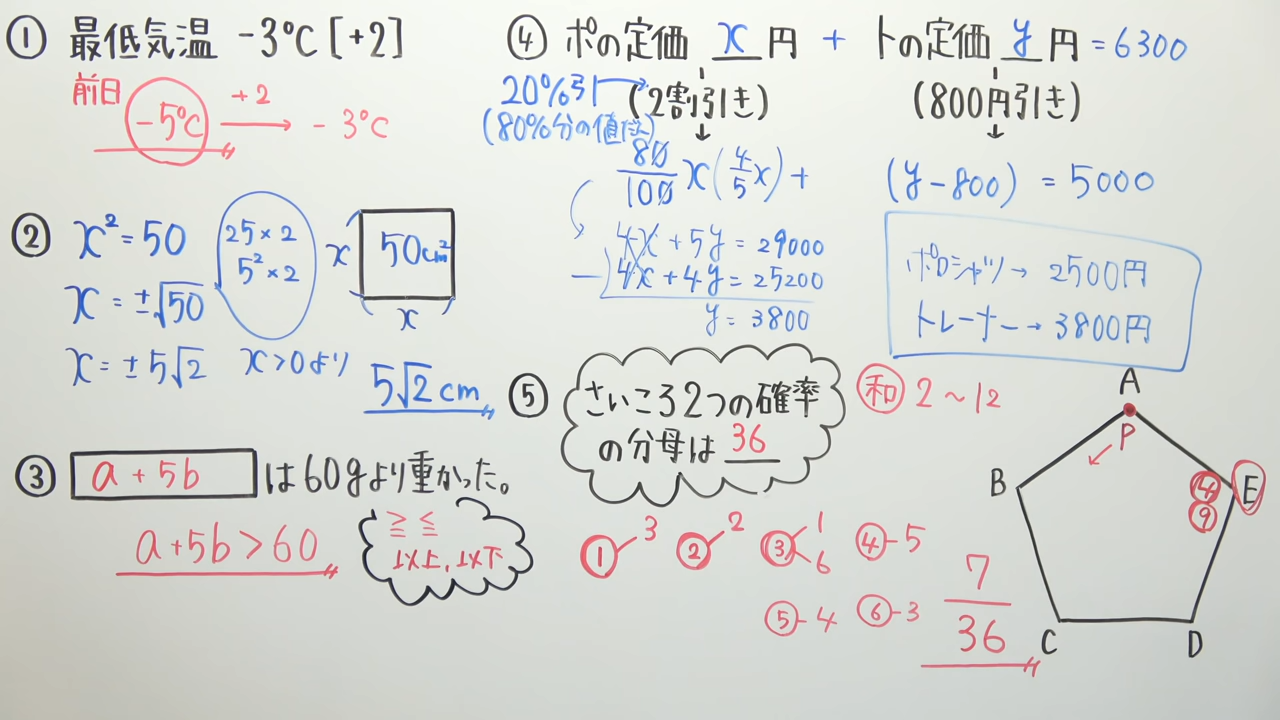 ① 最低気温 -3℃ [+2]
前日
-5℃ +2 → -3℃
② x² = 50
25×2
5²×2
x = ±√50
x = ±5√2 x>0より
5√2 cm
x
50cm²
x
③ a+5b は60gより重かった。
a+5b > 60
≧ ≦
以上, 以下
④ ポの定価 x 円 + トの定価 y 円 = 6300
20%引 (2割引き) (800円引き)
(80%分の値だん)
80/100 x (4/5 x) + (y-800) = 5000
4x + 5y = 29000
4x + 4y = 25200
y = 3800
ポロシャツ → 2500円
トレーナー → 3800円
⑤ さいころ2つの確率
の分母は 36
和 2~12
① 3
② 2
③ 1
6
④-5
⑤-4
⑥-3
7/36
A
P
B
④
⑨
E
C
D